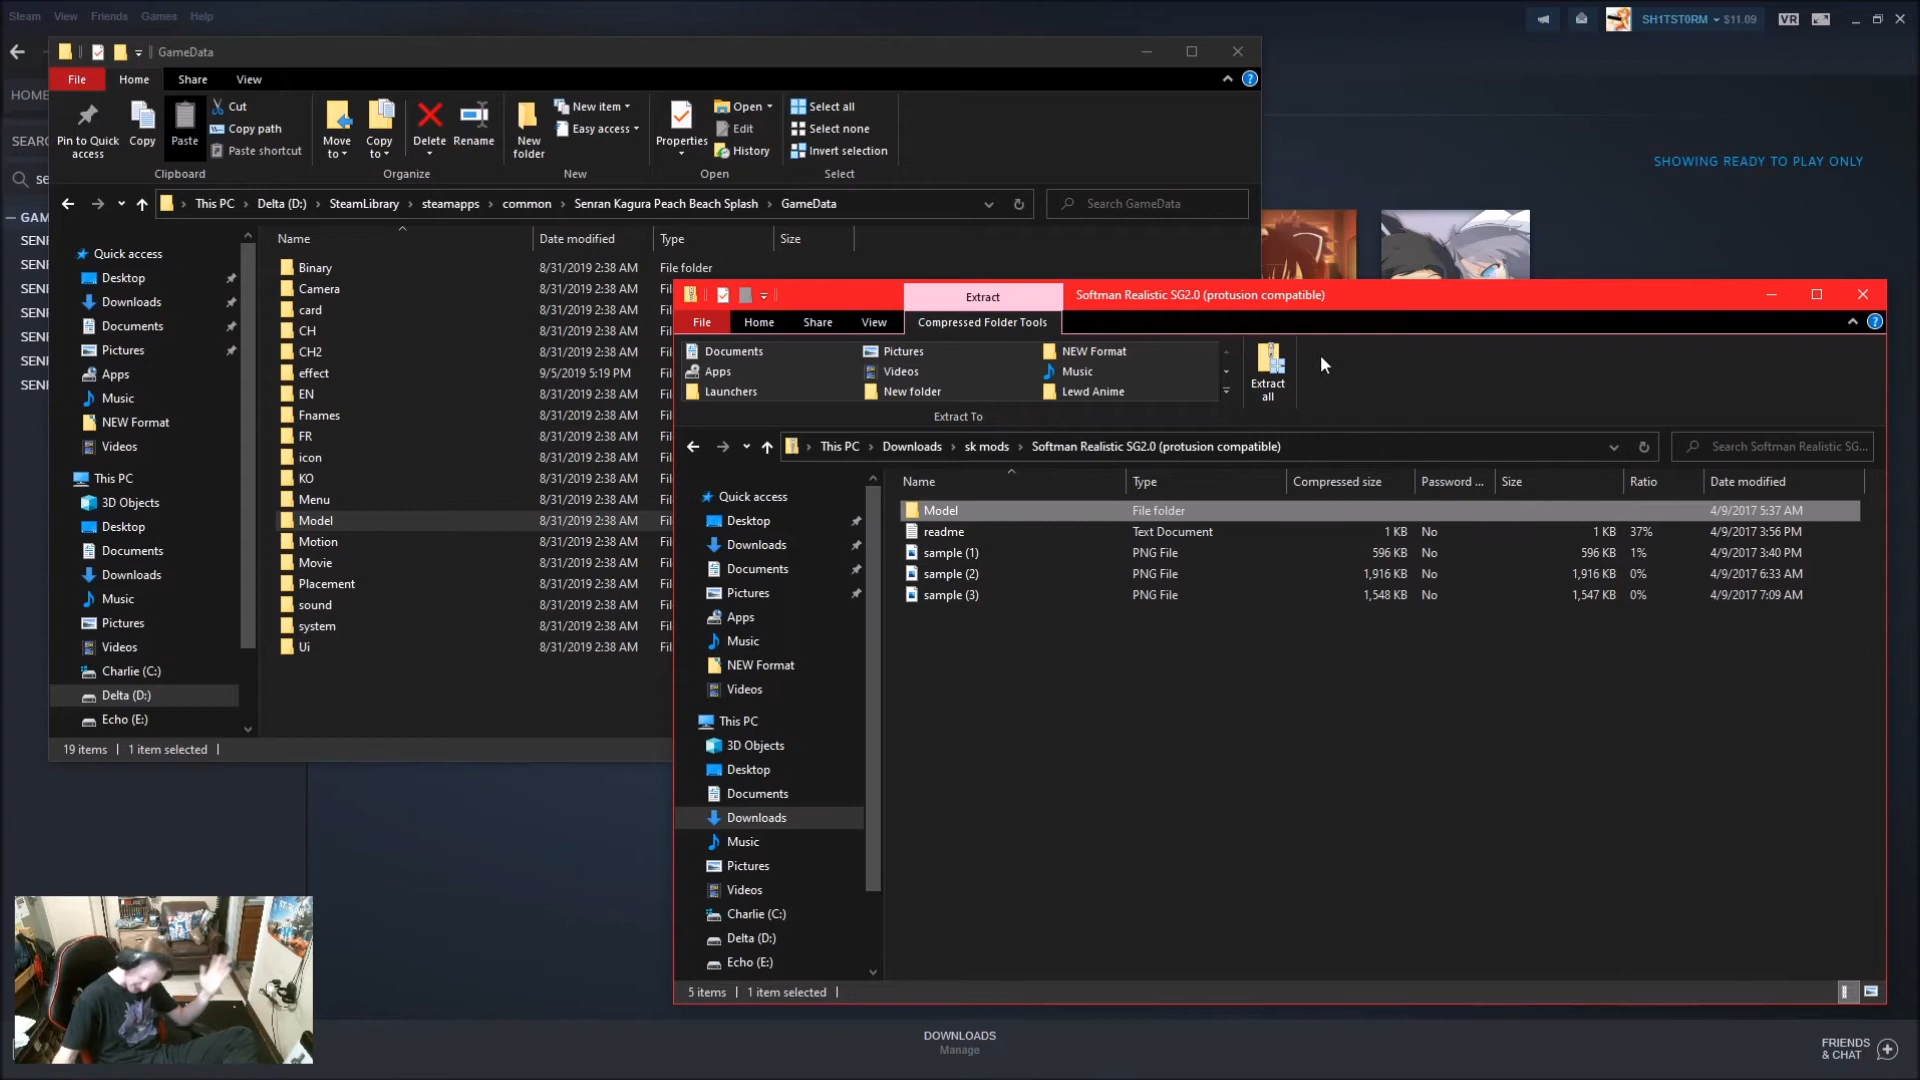 Steam View Friends Games Help
SH1TST0RM $11.09 VR
GameData
File Home Share View
Pin to Quick access
Copy
Paste
Cut
Copy path
Paste shortcut
Move to
Copy to
Delete
Rename
New folder
New item
Easy access
Properties
Open
Edit
History
Select all
Select none
Invert selection
Clipboard Organize New Open Select
HOME
This PC Delta (D:) SteamLibrary steamapps common Senran Kagura Peach Beach Splash GameData
Search GameData
SHOWING READY TO PLAY ONLY
Name Date modified Type Size
Quick access
Desktop
Downloads
Documents
Pictures
Apps
Music
NEW Format
Videos
This PC
3D Objects
Desktop
Documents
Downloads
Music
Pictures
Videos
Charlie (C:)
Delta (D:)
Echo (E:)
Binary 8/31/2019 2:38 AM File folder
Camera 8/31/2019 2:38 AM
card 8/31/2019 2:38 AM
CH 8/31/2019 2:38 AM
CH2 8/31/2019 2:38 AM
effect 9/5/2019 5:19 PM
EN 8/31/2019 2:38 AM
Fnames 8/31/2019 2:38 AM
FR 8/31/2019 2:38 AM
icon 8/31/2019 2:38 AM
KO 8/31/2019 2:38 AM
Menu 8/31/2019 2:38 AM
Model 8/31/2019 2:38 AM
Motion 8/31/2019 2:38 AM
Movie 8/31/2019 2:38 AM
Placement 8/31/2019 2:38 AM
sound 8/31/2019 2:38 AM
system 8/31/2019 2:38 AM
Ui 8/31/2019 2:38 AM
19 items 1 item selected
Extract Softman Realistic SG2.0 (protusion compatible)
File Home Share View Compressed Folder Tools
Documents Pictures NEW Format
Apps Videos Music
Launchers New folder Lewd Anime
Extract To
Extract all
This PC Downloads sk mods Softman Realistic SG2.0 (protusion compatible)
Search Softman Realistic SG...
Name Type Compressed size Password ... Size Ratio Date modified
Model File folder 4/9/2017 5:37 AM
readme Text Document 1 KB No 1 KB 37% 4/9/2017 3:56 PM
sample (1) PNG File 596 KB No 596 KB 1% 4/9/2017 3:40 PM
sample (2) PNG File 1,916 KB No 1,916 KB 0% 4/9/2017 6:33 AM
sample (3) PNG File 1,548 KB No 1,547 KB 0% 4/9/2017 7:09 AM
Quick access
Desktop
Downloads
Documents
Pictures
Apps
Music
NEW Format
Videos
This PC
3D Objects
Desktop
Documents
Downloads
Music
Pictures
Videos
Charlie (C:)
Delta (D:)
Echo (E:)
5 items 1 item selected
DOWNLOADS
Manage
FRIENDS
& CHAT